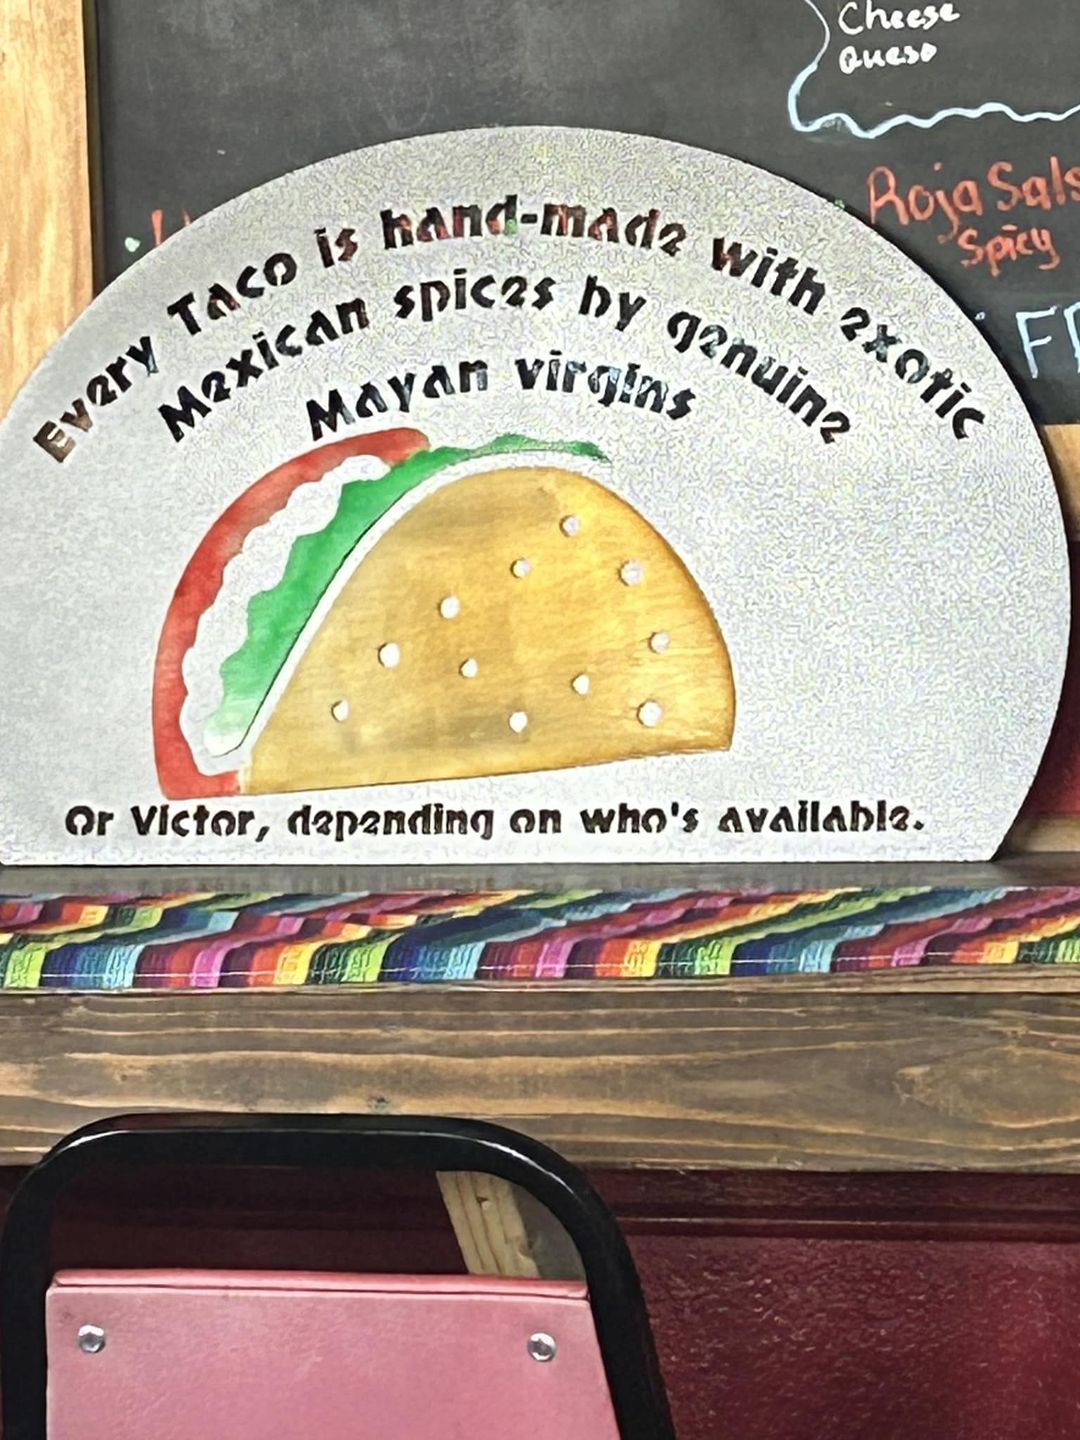 Cheese
Queso
Roja Sals
Spicy
Every Taco is hand-made with exotic
Mexican spices by genuine
Mayan virgins
Or Victor, depending on who's available.